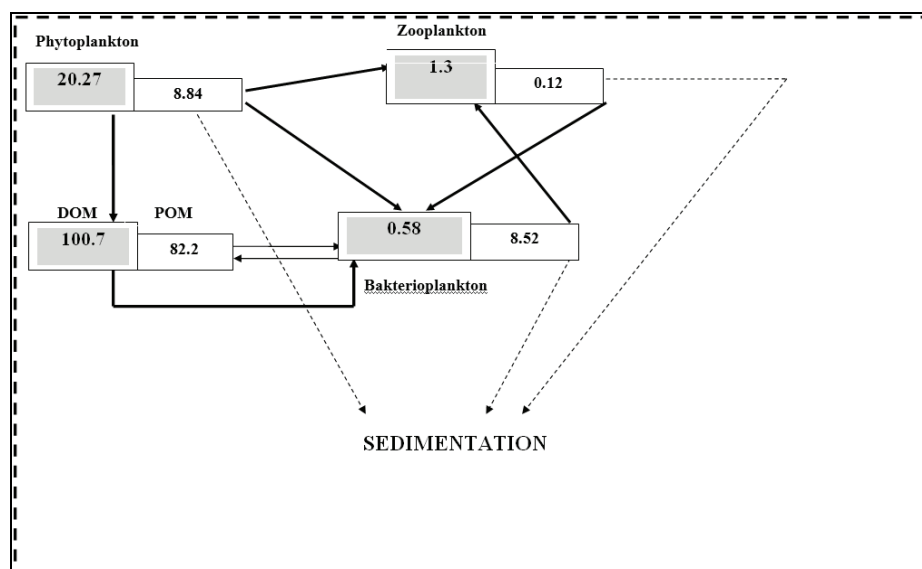 Phytoplankton
Zooplankton
20.27
8.84
1.3
0.12
DOM POM
100.7
82.2
0.58
8.52
Bakterioplankton
SEDIMENTATION